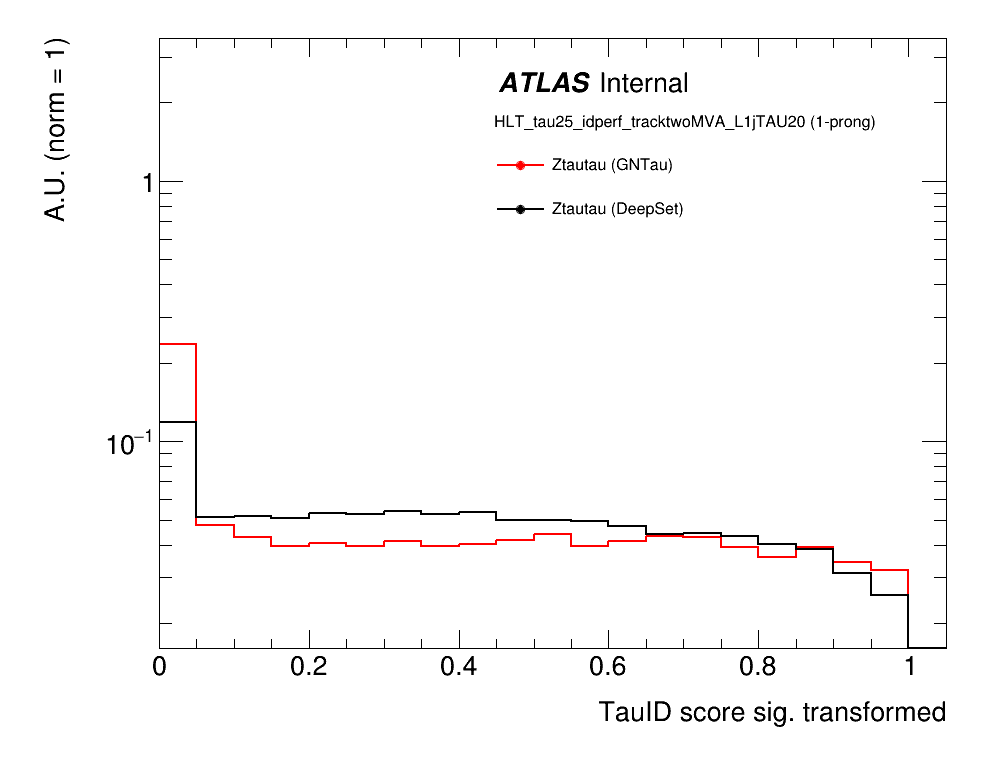 A.U. (norm = 1)
ATLAS Internal
HLT_tau25_idperf_tracktwoMVA_L1jTAU20 (1-prong)
Ztautau (GNTau)
Ztautau (DeepSet)
1
10⁻¹
0 0.2 0.4 0.6 0.8 1
TauID score sig. transformed